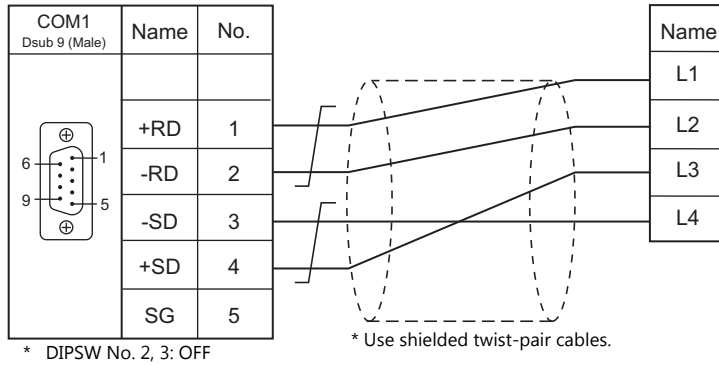 COM1
Dsub 9 (Male)
Name
No.
Name
L1
+RD
1
L2
6
1
-RD
2
L3
9
5
-SD
3
L4
+SD
4
SG
5
* DIPSW No. 2, 3: OFF
* Use shielded twist-pair cables.